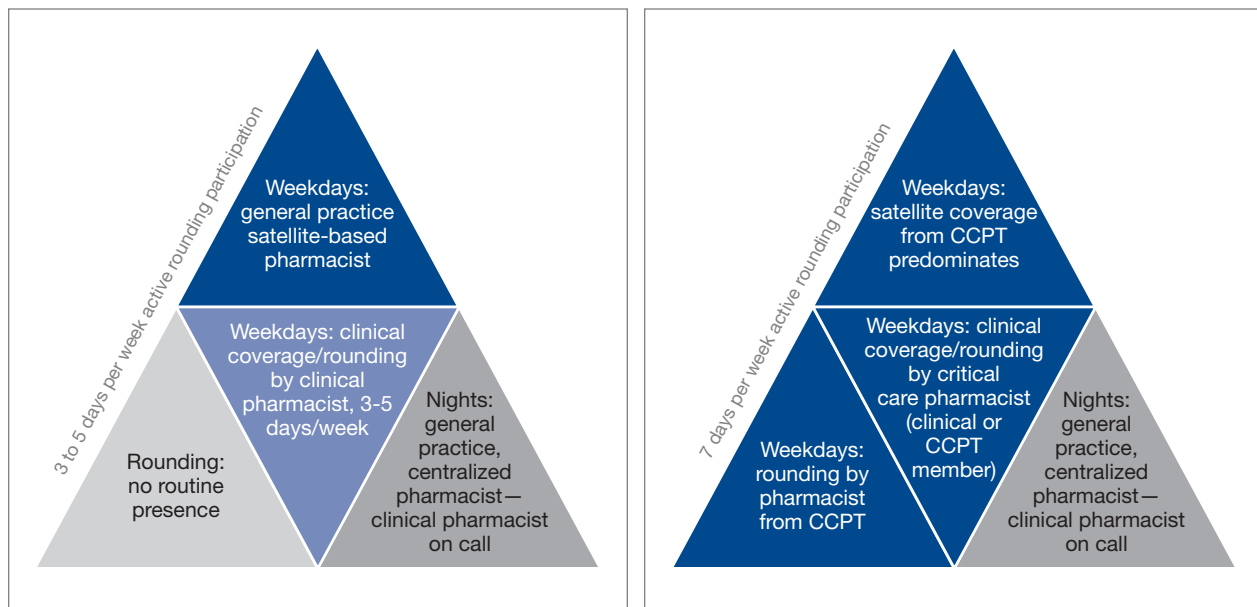 3 to 5 days per week active rounding participation
Weekdays:
general practice
satellite-based
pharmacist
Weekdays: clinical
coverage/rounding
by clinical
pharmacist, 3-5
days/week
Rounding:
no routine
presence
Nights:
general
practice,
centralized
pharmacist—
clinical pharmacist
on call
7 days per week active rounding participation
Weekdays:
satellite coverage
from CCPT
predominates
Weekdays: clinical
coverage/rounding
by critical
care pharmacist
(clinical or
CCPT
member)
Weekdays:
rounding by
pharmacist
from CCPT
Nights:
general
practice,
centralized
pharmacist—
clinical pharmacist
on call